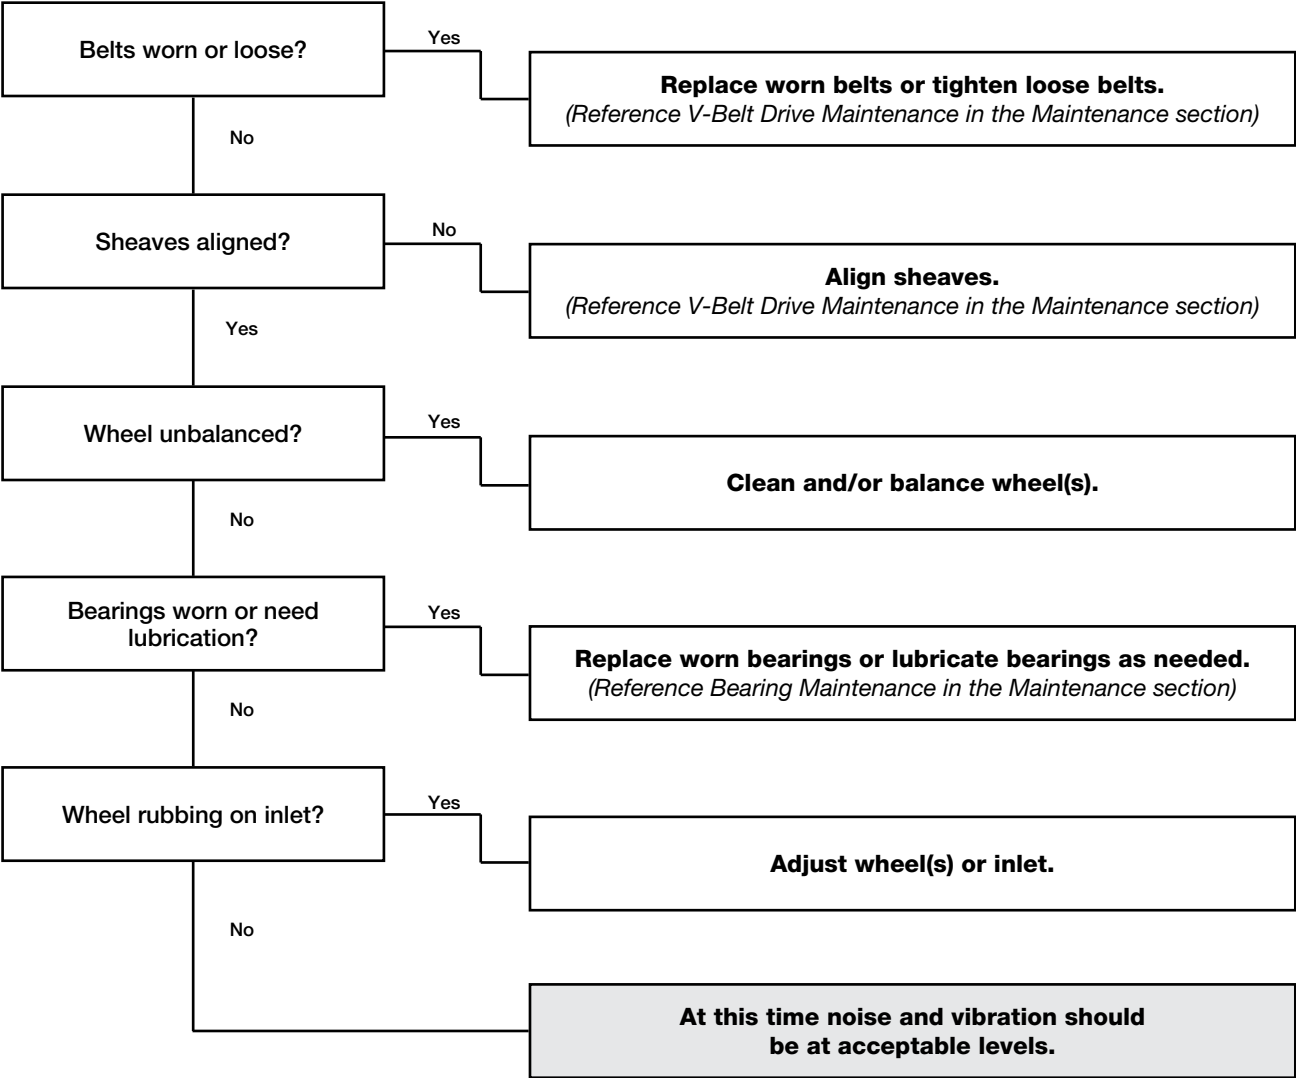 Belts worn or loose?
Yes
Replace worn belts or tighten loose belts.
(Reference V-Belt Drive Maintenance in the Maintenance section)
No
Sheaves aligned?
No
Align sheaves.
(Reference V-Belt Drive Maintenance in the Maintenance section)
Yes
Wheel unbalanced?
Yes
Clean and/or balance wheel(s).
No
Bearings worn or need
lubrication?
Yes
Replace worn bearings or lubricate bearings as needed.
(Reference Bearing Maintenance in the Maintenance section)
No
Wheel rubbing on inlet?
Yes
Adjust wheel(s) or inlet.
No
At this time noise and vibration should
be at acceptable levels.